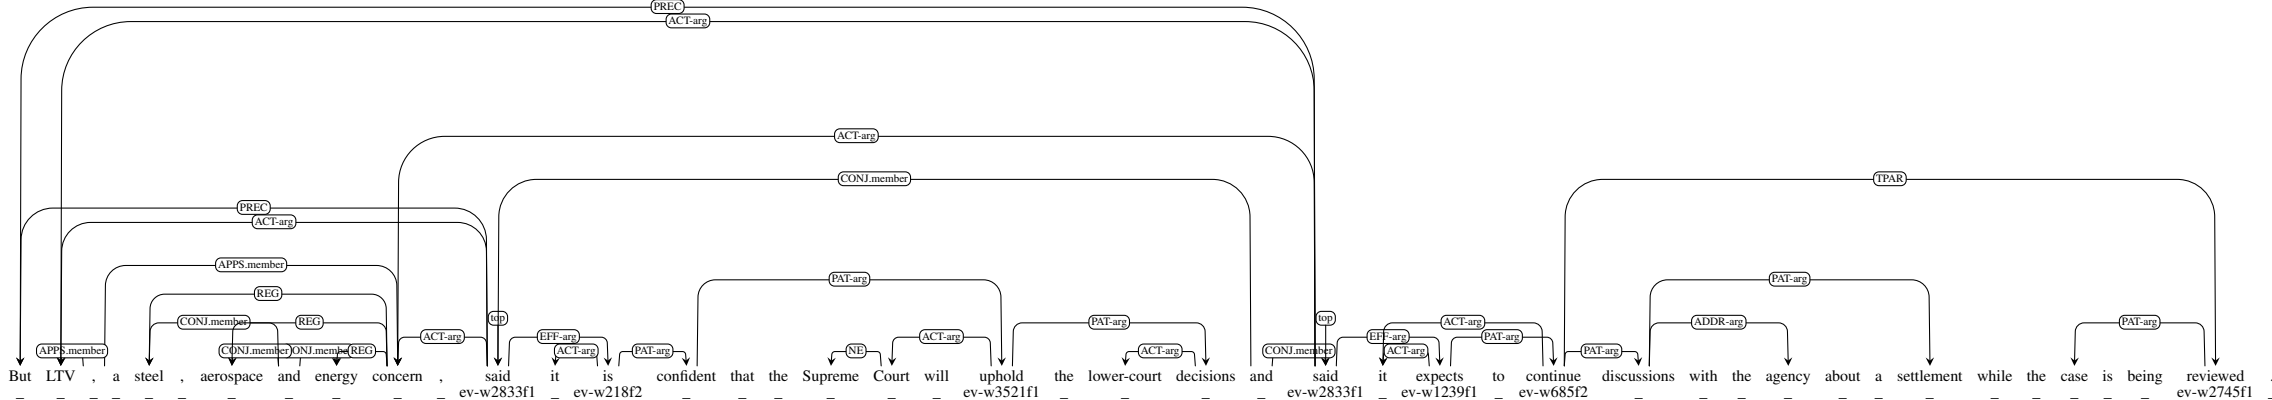 PREC
ACT-arg
ACT-arg
CONJ.member TPAR
PREC
ACT-arg
APPS.member
PAT-arg PAT-arg
REG
top top
CONJ.member REG PAT-arg ACT-arg ADDR-arg PAT-arg
ACT-arg EFF-arg ACT-arg EFF-arg PAT-arg
APPS.member CONJ.member REG ACT-arg PAT-arg NE ACT-arg CONJ.member ACT-arg PAT-arg
But LTV , a steel , aerospace and energy concern , said it is confident that the Supreme Court will uphold the lower-court decisions and said it expects to continue discussions with the agency about a settlement while the case is being reviewed .
_ _ _ _ _ _ _ _ _ _ _ ev-w2833f1 _ ev-w218f2 _ _ _ _ _ _ ev-w3521f1 _ _ _ _ ev-w2833f1 _ ev-w1239f1 _ ev-w685f2 _ _ _ _ _ _ _ _ _ _ _ _ ev-w2745f1 _